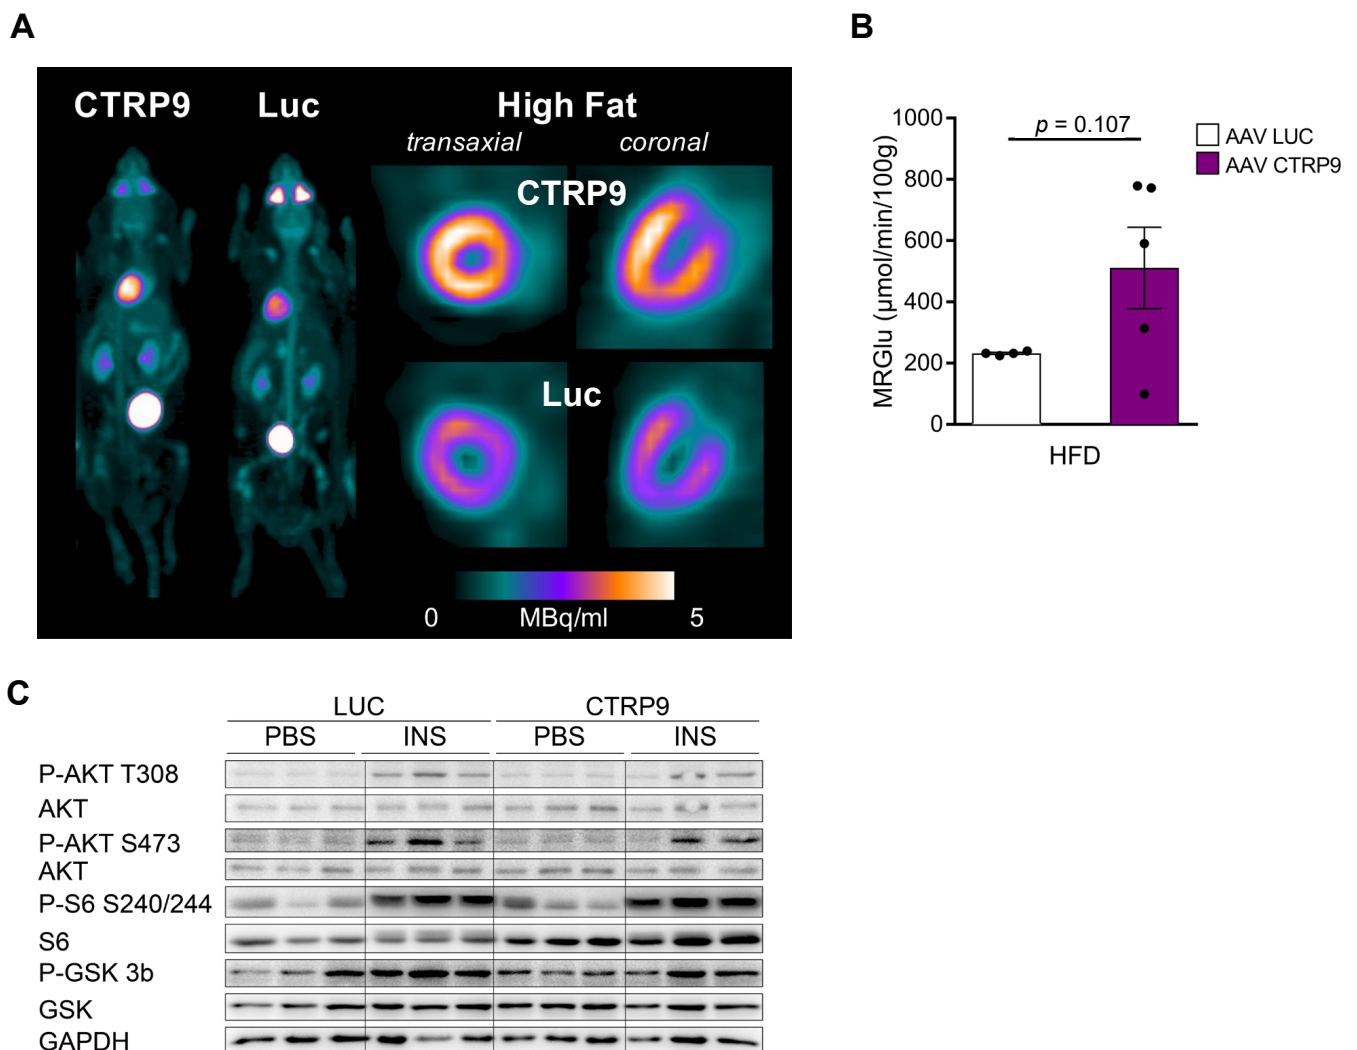 A
CTRP9 Luc High Fat
transaxial coronal
CTRP9
Luc
0 MBq/ml 5
B
1000
800
600
400
200
0
MRGlu (µmol/min/100g)
p = 0.107
AAV LUC
AAV CTRP9
HFD
C
LUC CTRP9
PBS INS PBS INS
P-AKT T308
AKT
P-AKT S473
AKT
P-S6 S240/244
S6
P-GSK 3b
GSK
GAPDH